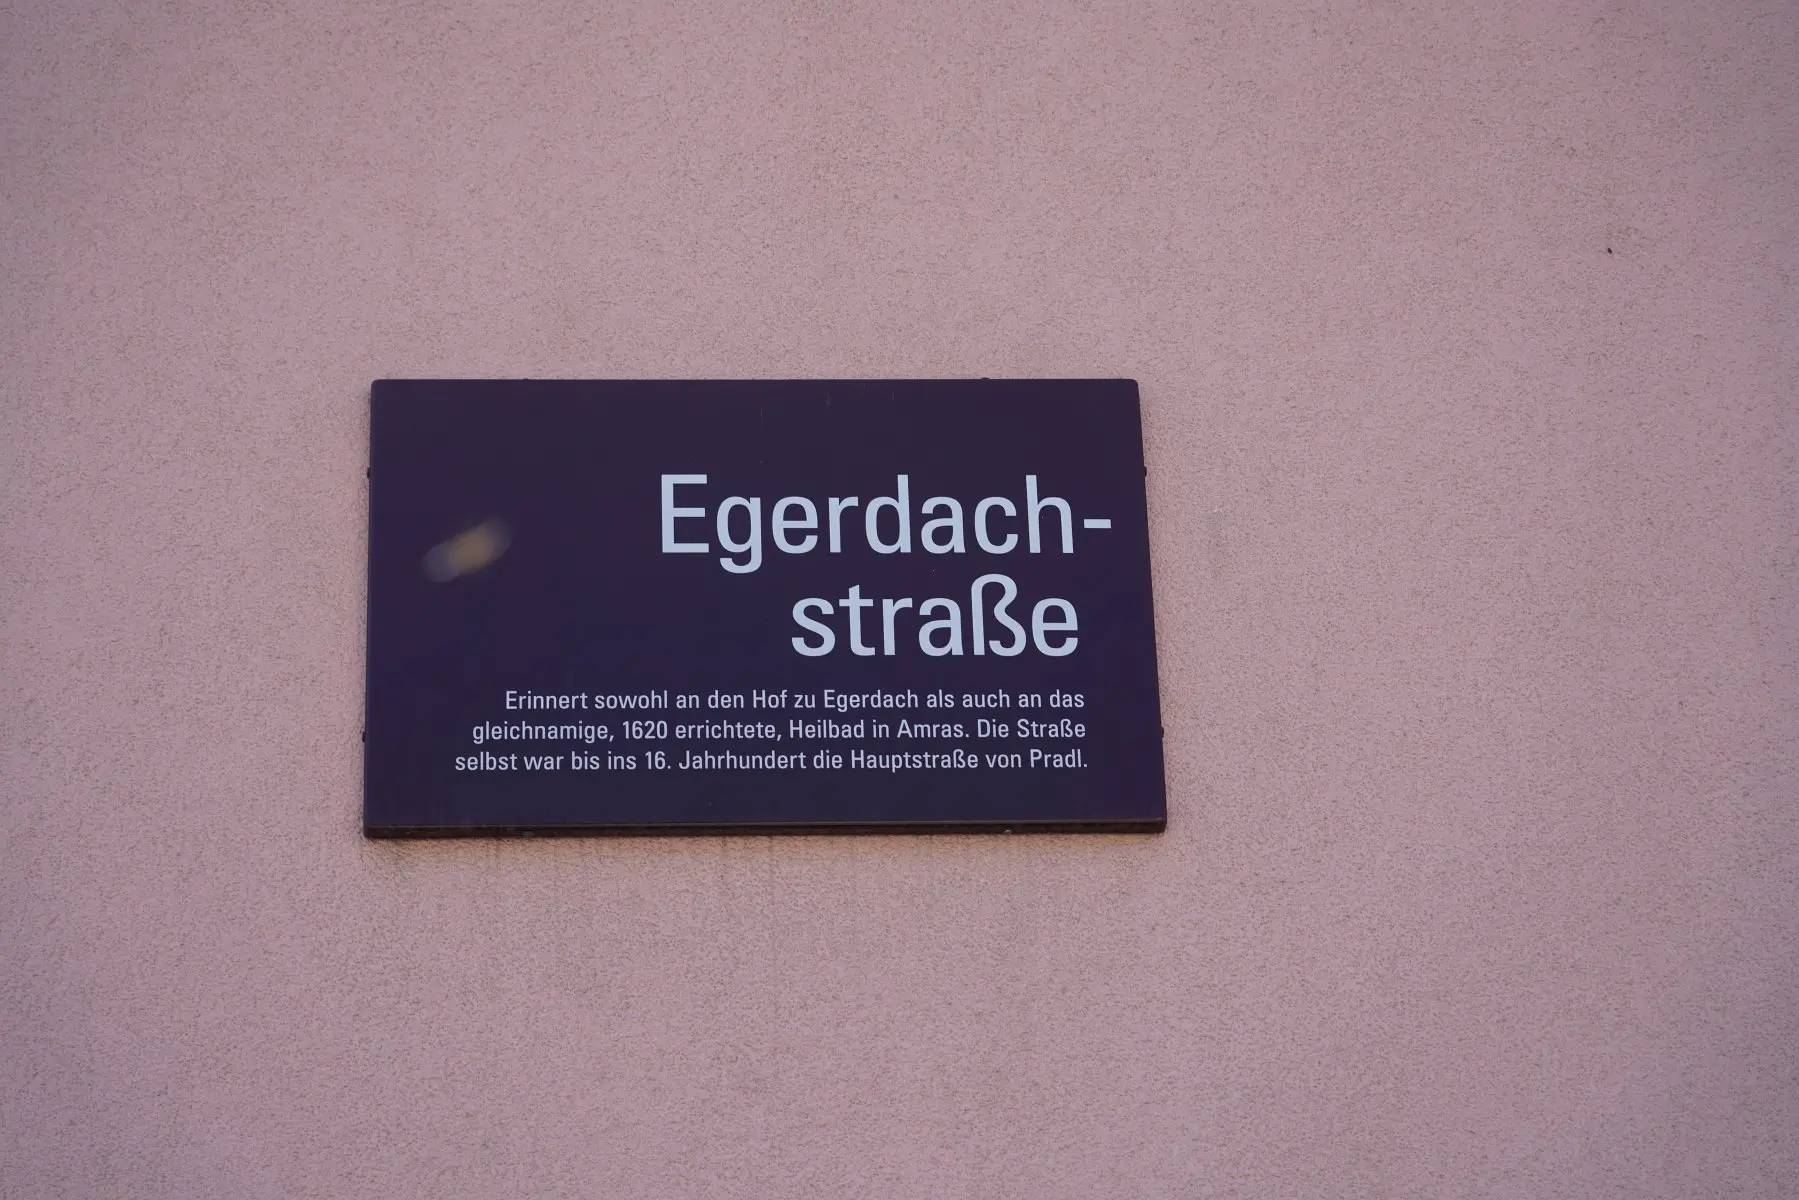 Egerdach-
straße
Erinnert sowohl an den Hof zu Egerdach als auch an das
gleichnamige, 1620 errichtete, Heilbad in Amras. Die Straße
selbst war bis ins 16. Jahrhundert die Hauptstraße von Pradl.